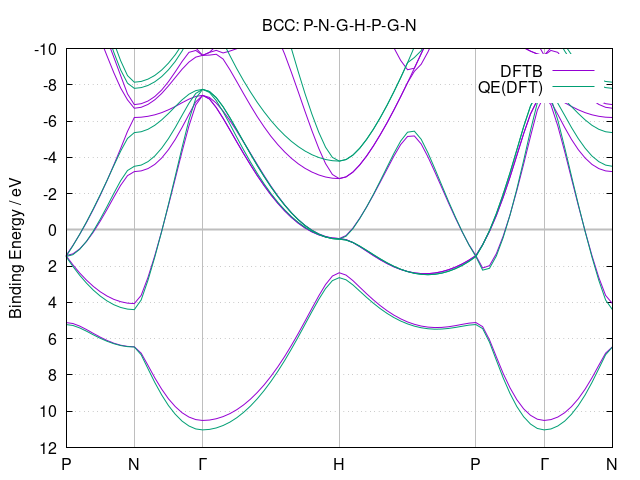 BCC: P-N-G-H-P-G-N
-10
-8
-6
-4
-2
0
2
4
6
8
10
12
Binding Energy / eV
DFTB
QE(DFT)
P N Γ H P Γ N